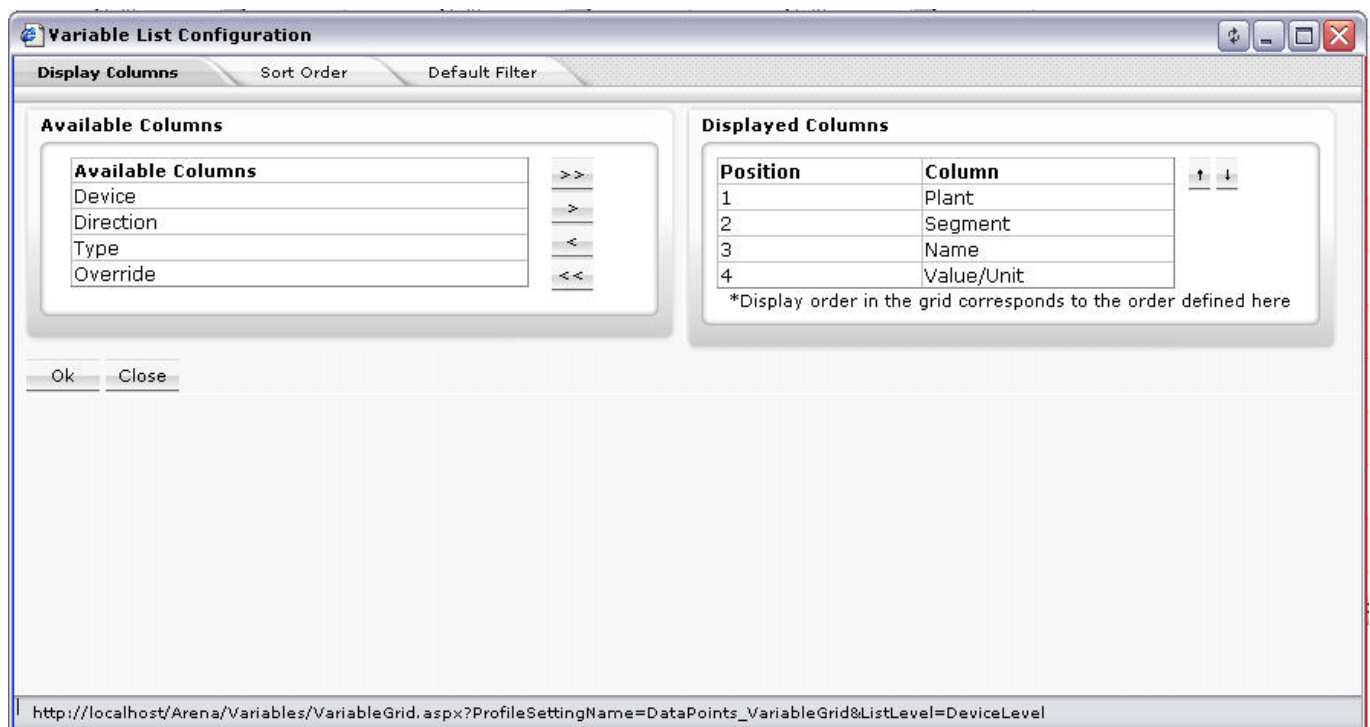 Variable List Configuration
Display Columns Sort Order Default Filter
Available Columns
Available Columns
Device
Direction
Type
Override
>>
>
<
<<
Displayed Columns
Position Column
1 Plant
2 Segment
3 Name
4 Value/Unit
*Display order in the grid corresponds to the order defined here
↑ ↓
Ok Close
http://localhost/Arena/Variables/VariableGrid.aspx?ProfileSettingName=DataPoints_VariableGrid&ListLevel=DeviceLevel